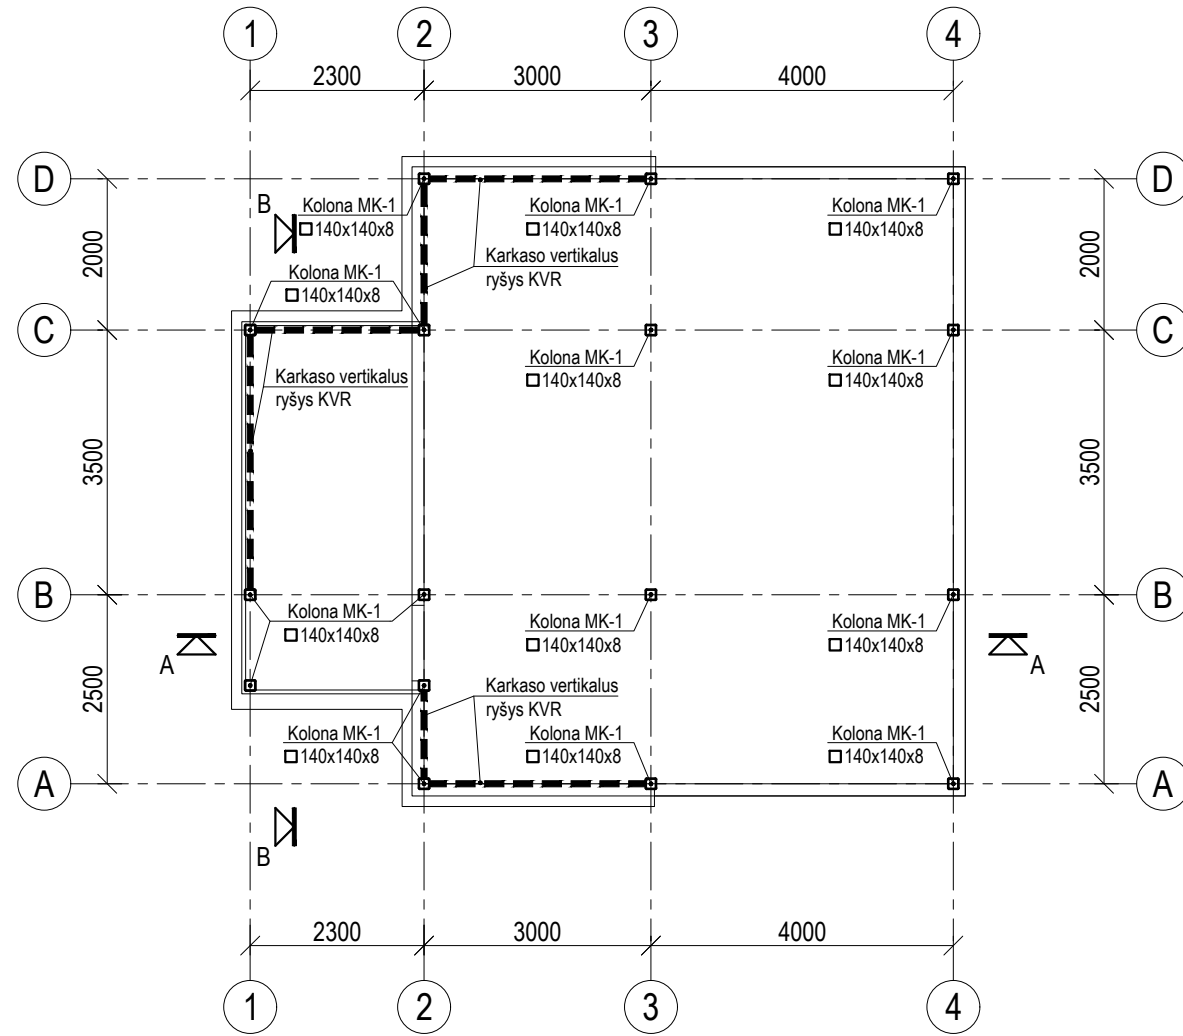 1 2 3 4
2300 3000 4000
D D
B
Kolona MK-1 Kolona MK-1 Kolona MK-1
140x140x8 140x140x8 140x140x8
2000 2000
Karkaso vertikalus
ryšys KVR
Kolona MK-1
140x140x8
C C
Kolona MK-1 Kolona MK-1
140x140x8 140x140x8
Karkaso vertikalus
ryšys KVR
3500 3500
B B
Kolona MK-1 Kolona MK-1 Kolona MK-1
140x140x8 140x140x8 140x140x8
A A
2500 2500
Karkaso vertikalus
ryšys KVR
Kolona MK-1 Kolona MK-1 Kolona MK-1
140x140x8 140x140x8 140x140x8
A A
B
2300 3000 4000
1 2 3 4